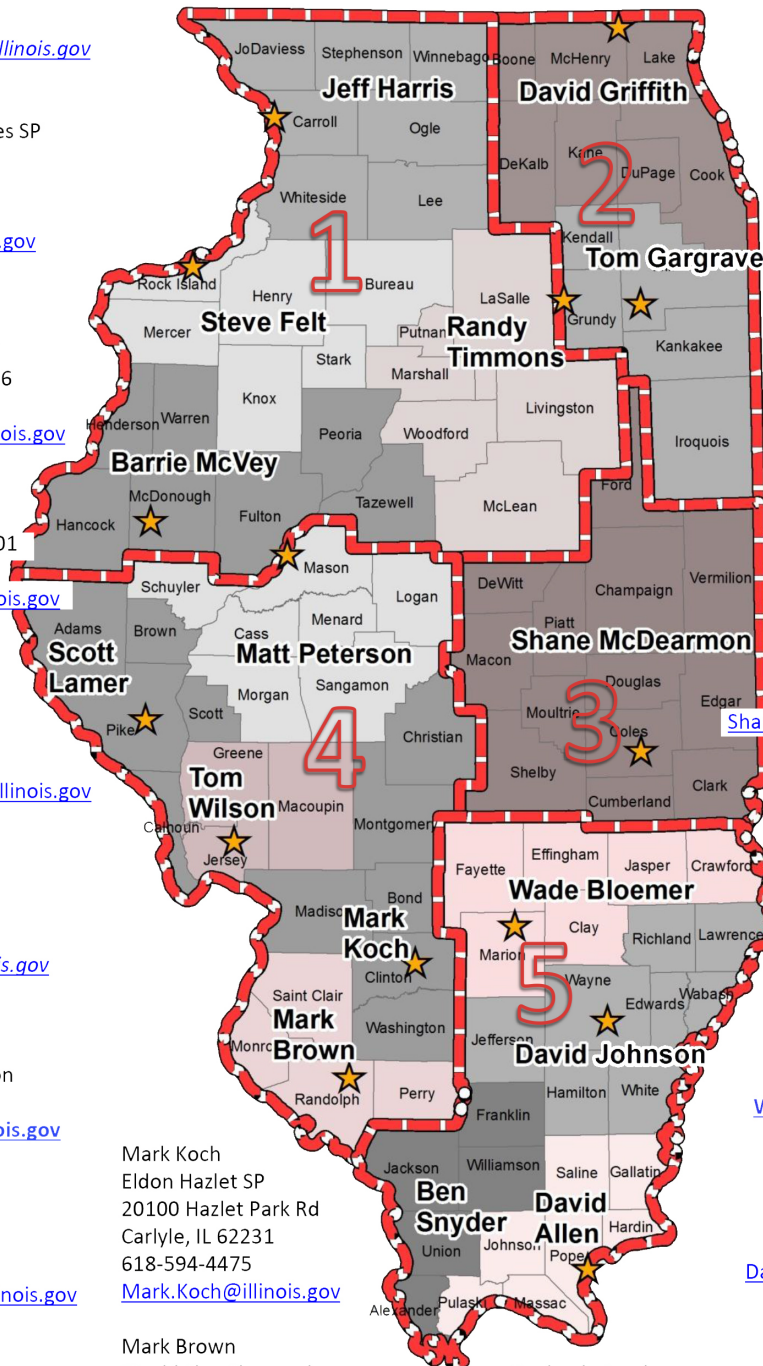 llinois.gov
es SP
.gov
6
ois.gov
01
ois.gov
llinois.gov
is.gov
on
ois.gov
inois.gov
JoDaviess
Stephenson
Winnebago
Boone
McHenry
Lake
Jeff Harris
David Griffith
Carroll
Ogle
DeKalb
Kane
DuPage
Cook
2
Whiteside
Lee
1
Kendall
Tom Gargrave
Rock Island
Henry
Bureau
LaSalle
Grundy
Mercer
Steve Felt
Putnam
Randy
Timmons
Kankakee
Stark
Marshall
Knox
Livingston
Henderson
Warren
Peoria
Woodford
Iroquois
Barrie McVey
McDonough
Fulton
Tazewell
McLean
Ford
Hancock
Mason
Schuyler
Logan
DeWitt
Champaign
Vermilion
Adams
Brown
Cass
Menard
Piatt
Scott
Lamer
Matt Peterson
Macon
Shane McDearmon
Morgan
Sangamon
Douglas
Pike
Scott
4
Christian
Moultrie
3
Coles
Edgar
Sha
Greene
Tom
Wilson
Macoupin
Shelby
Cumberland
Clark
Calhoun
Jersey
Montgomery
Fayette
Effingham
Jasper
Crawford
Madiso
Bond
Wade Bloemer
Mark
Koch
Clinton
Marion
Clay
Richland
Lawrence
5
Saint Clair
Wayne
Edwards
Wabash
Mark
Brown
Monro
Washington
Jefferson
David Johnson
Randolph
Perry
Hamilton
White
Franklin
W
Jackson
Williamson
Saline
Gallatin
Ben
Snyder
David
Allen
Hardin
Union
Johnson
Pope
Da
Alexander
Pulaski
Massac
Mark Koch
Eldon Hazlet SP
20100 Hazlet Park Rd
Carlyle, IL 62231
618-594-4475
Mark.Koch@illinois.gov
Mark Brown